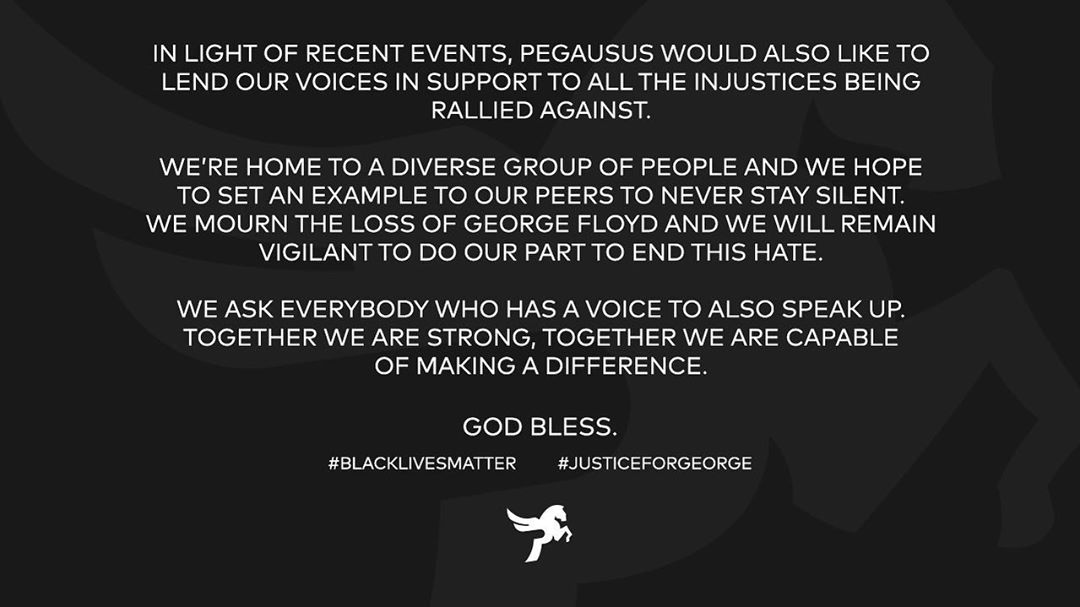 IN LIGHT OF RECENT EVENTS, PEGAUSUS WOULD ALSO LIKE TO
LEND OUR VOICES IN SUPPORT TO ALL THE INJUSTICES BEING
RALLIED AGAINST.
WE'RE HOME TO A DIVERSE GROUP OF PEOPLE AND WE HOPE
TO SET AN EXAMPLE TO OUR PEERS TO NEVER STAY SILENT.
WE MOURN THE LOSS OF GEORGE FLOYD AND WE WILL REMAIN
VIGILANT TO DO OUR PART TO END THIS HATE.
WE ASK EVERYBODY WHO HAS A VOICE TO ALSO SPEAK UP.
TOGETHER WE ARE STRONG, TOGETHER WE ARE CAPABLE
OF MAKING A DIFFERENCE.
GOD BLESS.
#BLACKLIVESMATTER #JUSTICEFORGEORGE